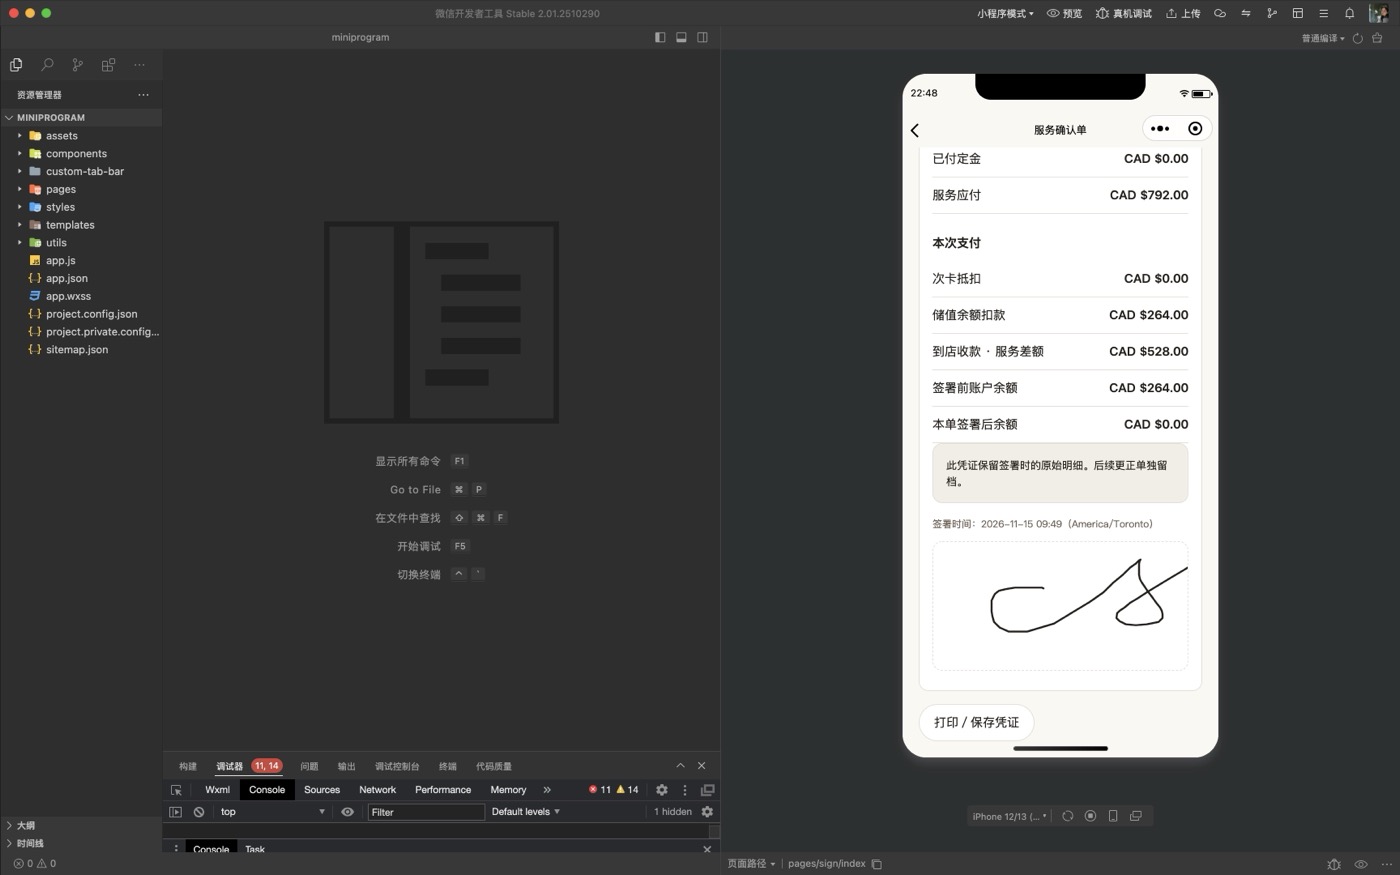 微信开发者工具 Stable 2.01.2510290
小程序模式 预览 真机调试 上传
miniprogram
普通编译
资源管理器
MINIPROGRAM
assets
components
custom-tab-bar
pages
styles
templates
utils
app.js
app.json
app.wxss
project.config.json
project.private.config...
sitemap.json
大纲
时间线
0 0
显示所有命令 F1
Go to File ⌘ P
在文件中查找 ⇧ ⌘ F
开始调试 F5
切换终端 ^ `
构建 调试器 11, 14 问题 输出 调试控制台 终端 代码质量
Wxml Console Sources Network Performance Memory » 11 14
top Filter Default levels 1 hidden
Console Task
22:48
服务确认单
已付定金 CAD $0.00
服务应付 CAD $792.00
本次支付
次卡抵扣 CAD $0.00
储值余额扣款 CAD $264.00
到店收款 · 服务差额 CAD $528.00
签署前账户余额 CAD $264.00
本单签署后余额 CAD $0.00
此凭证保留签署时的原始明细。后续更正单独留
档。
签署时间：2026-11-15 09:49（America/Toronto）
打印 / 保存凭证
iPhone 12/13 (...
页面路径 pages/sign/index